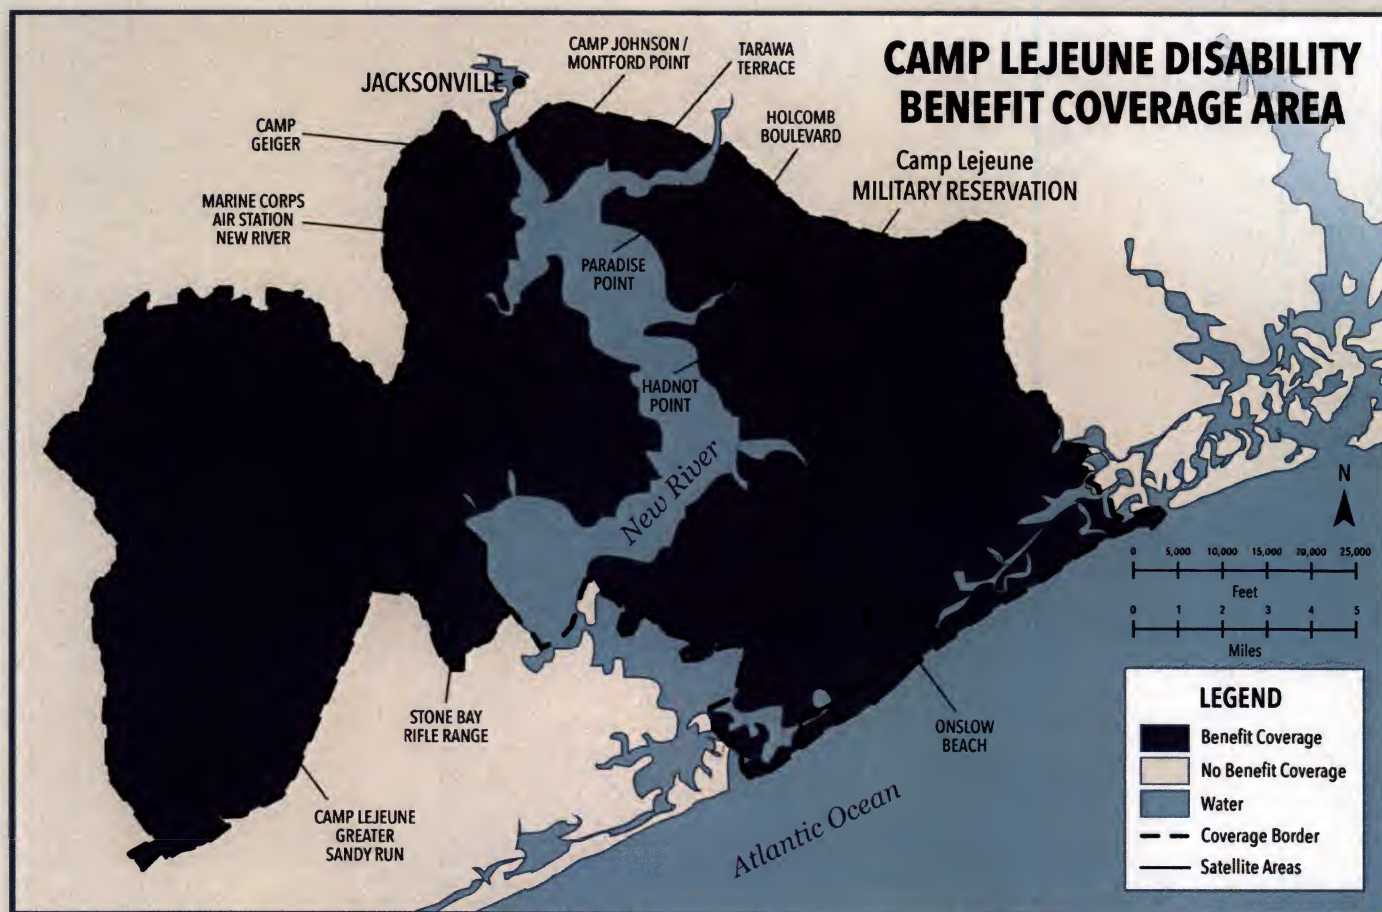 CAMP LEJEUNE DISABILITY
BENEFIT COVERAGE AREA
CAMP JOHNSON /
MONTFORD POINT
TARAWA
TERRACE
JACKSONVILLE
HOLCOMB
BOULEVARD
CAMP
GEIGER
Camp Lejeune
MILITARY RESERVATION
MARINE CORPS
AIR STATION
NEW RIVER
PARADISE
POINT
HADNOT
POINT
New River
N
0 5,000 10,000 15,000 20,000 25,000
Feet
0 1 2 3 4 5
Miles
STONE BAY
RIFLE RANGE
ONSLOW
BEACH
CAMP LEJEUNE
GREATER
SANDY RUN
Atlantic Ocean
LEGEND
Benefit Coverage
No Benefit Coverage
Water
Coverage Border
Satellite Areas